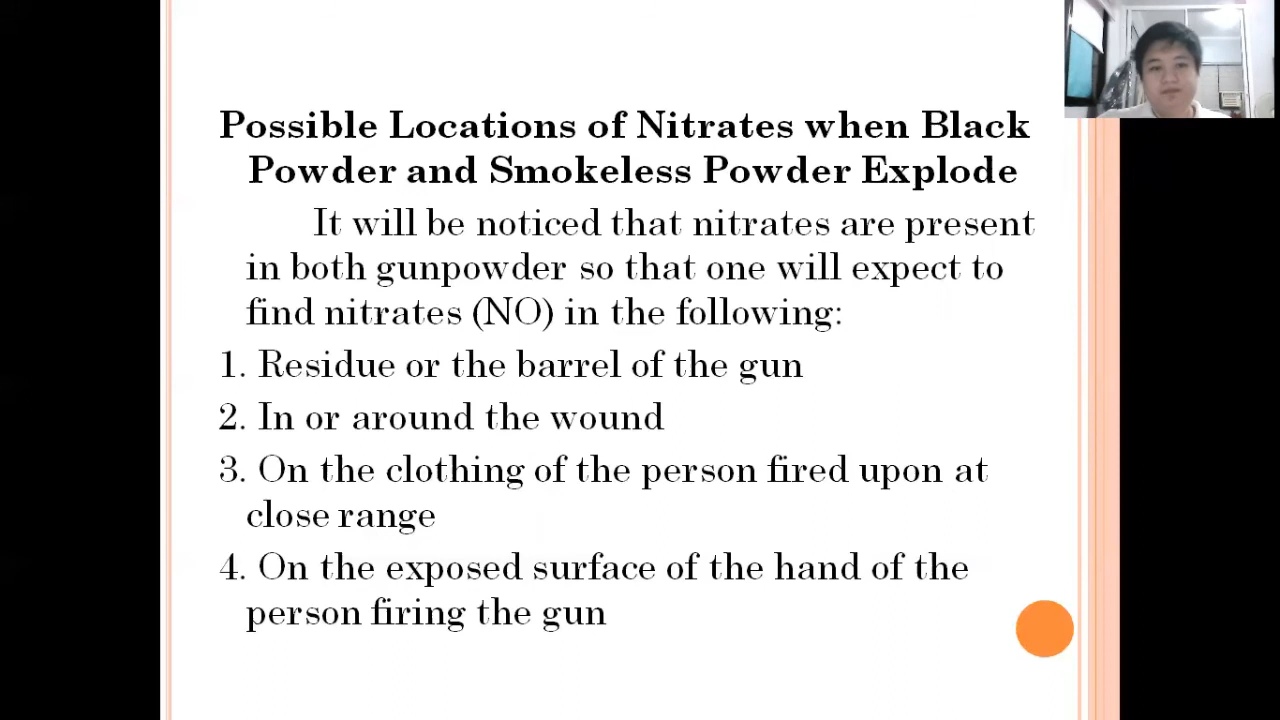 Possible Locations of Nitrates when Black
Powder and Smokeless Powder Explode
It will be noticed that nitrates are present
in both gunpowder so that one will expect to
find nitrates (NO) in the following:
1. Residue or the barrel of the gun
2. In or around the wound
3. On the clothing of the person fired upon at
close range
4. On the exposed surface of the hand of the
person firing the gun